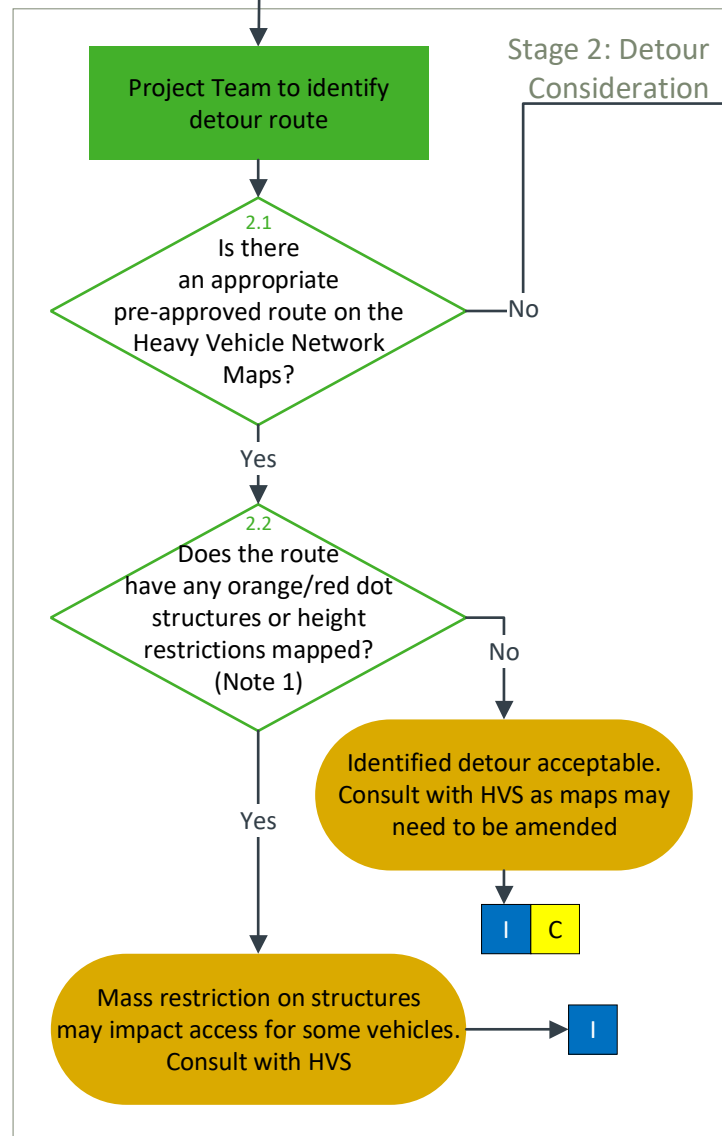 Stage 2: Detour
Consideration
Project Team to identify
detour route
2.1
Is there
an appropriate
pre-approved route on the
Heavy Vehicle Network
Maps?
No
Yes
2.2
Does the route
have any orange/red dot
structures or height
restrictions mapped?
(Note 1)
No
Identified detour acceptable.
Consult with HVS as maps may
need to be amended
Yes
I C
Mass restriction on structures
may impact access for some vehicles.
Consult with HVS
I